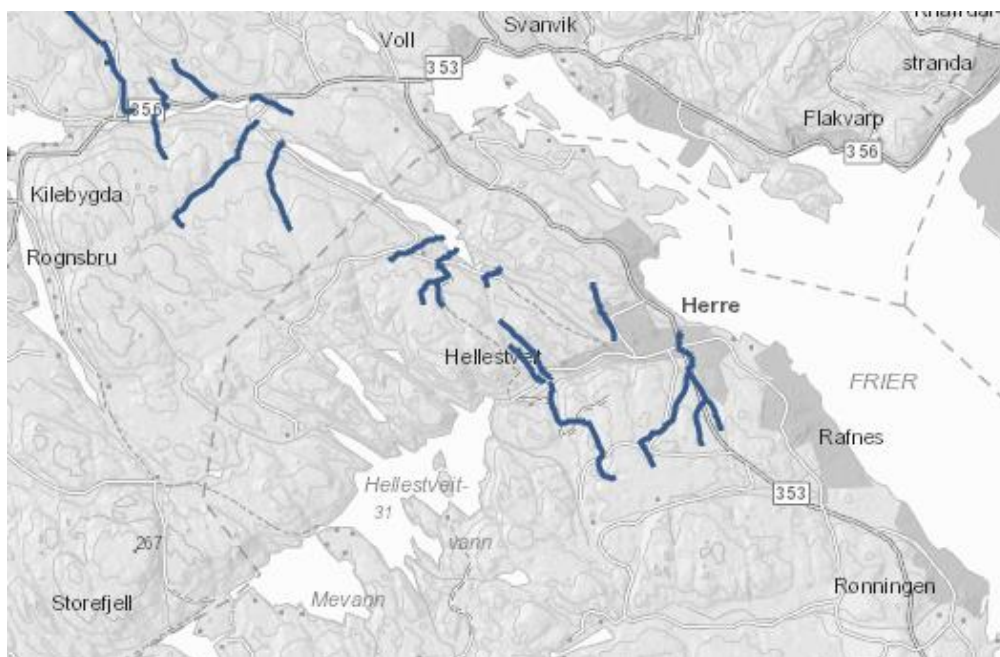 Svanvik
Voll
353
stranda
356
Flakvarp
356
Kilebygda
Rognsbru
Herre
Hellestveit
FRIER
Rafnes
Hellestveit-
31
353
vann
267
Mevann
Rønningen
Storefjell